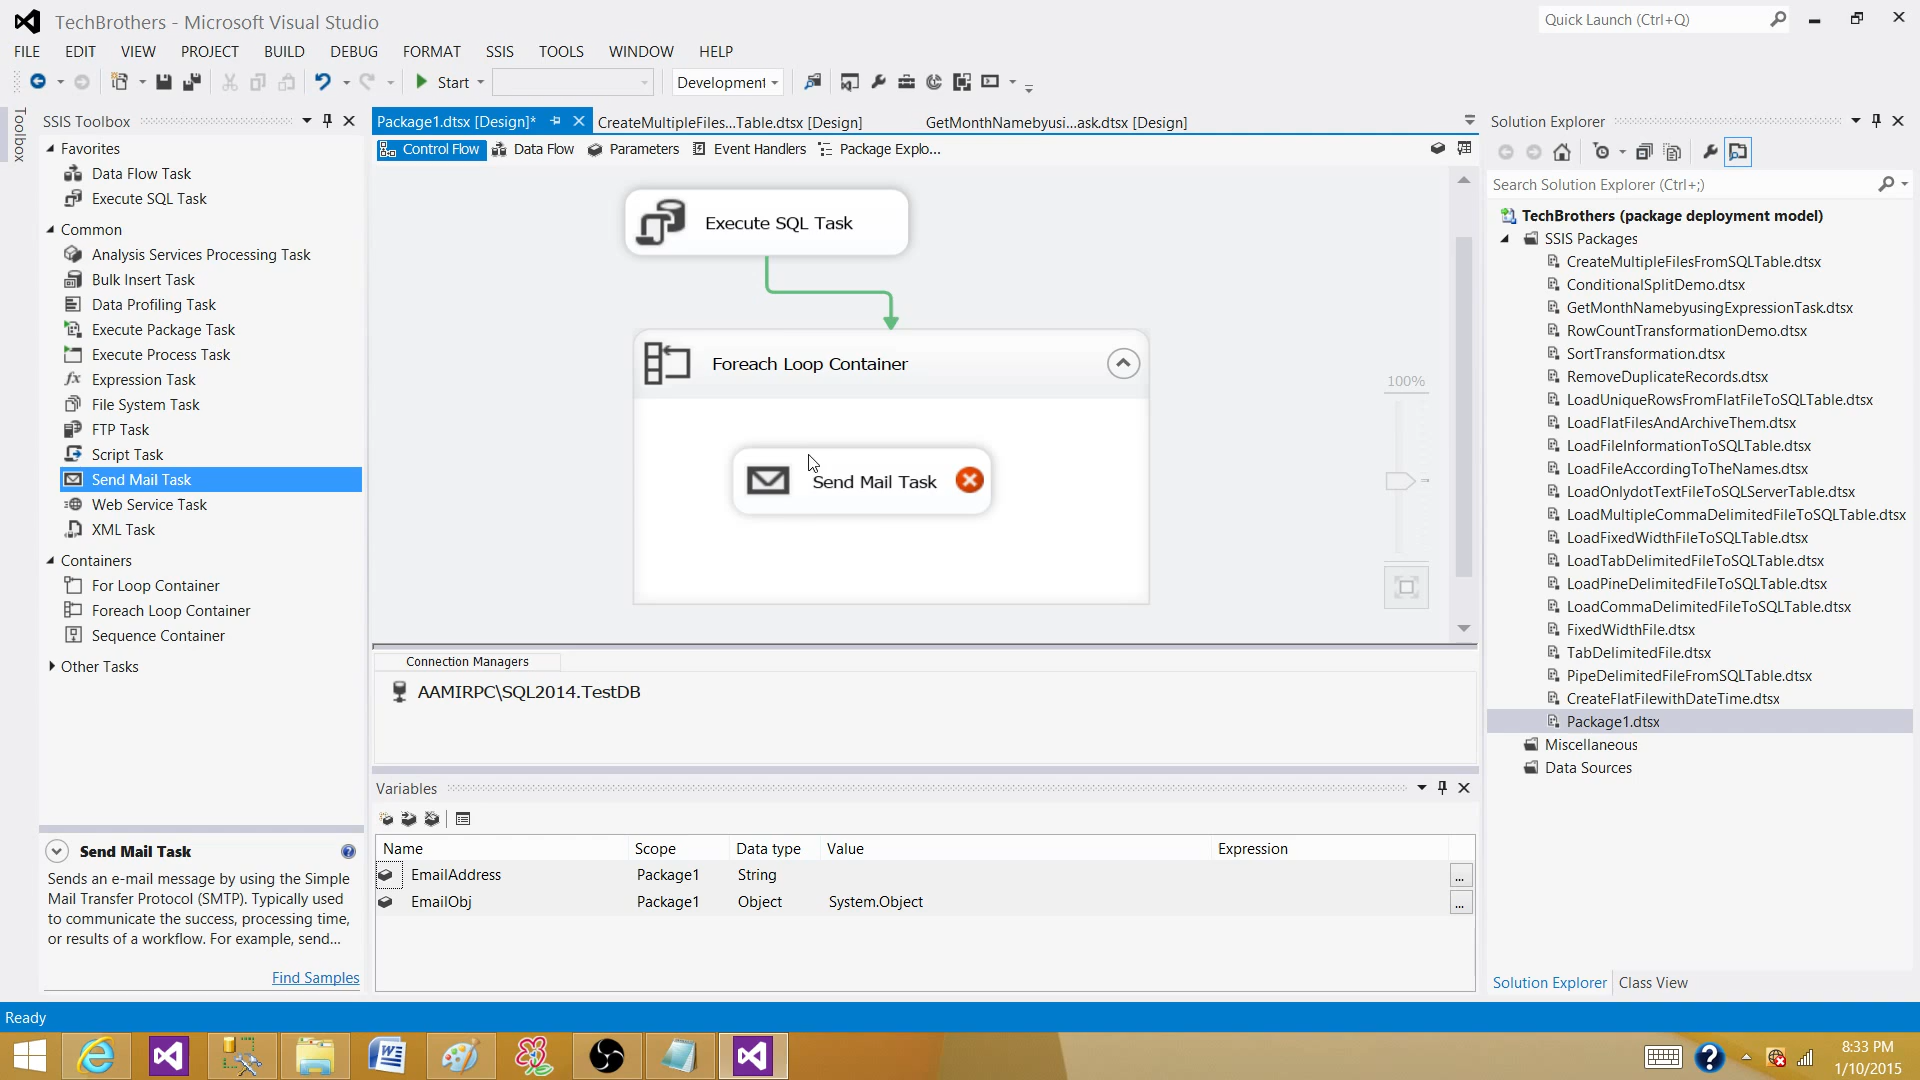 TechBrothers - Microsoft Visual Studio
Quick Launch (Ctrl+Q)
FILE EDIT VIEW PROJECT BUILD DEBUG FORMAT SSIS TOOLS WINDOW HELP
Start
Development
Toolbox
SSIS Toolbox
Favorites
Data Flow Task
Execute SQL Task
Common
Analysis Services Processing Task
Bulk Insert Task
Data Profiling Task
Execute Package Task
Execute Process Task
Expression Task
File System Task
FTP Task
Script Task
Send Mail Task
Web Service Task
XML Task
Containers
For Loop Container
Foreach Loop Container
Sequence Container
Other Tasks
Send Mail Task
Sends an e-mail message by using the Simple
Mail Transfer Protocol (SMTP). Typically used
to communicate the success, processing time,
or results of a workflow. For example, send...
Find Samples
Package1.dtsx [Design]* CreateMultipleFiles...Table.dtsx [Design] GetMonthNamebyusi...ask.dtsx [Design]
Control Flow Data Flow Parameters Event Handlers Package Explo...
Execute SQL Task
Foreach Loop Container
Send Mail Task
100%
Connection Managers
AAMIRPC\SQL2014.TestDB
Variables
Name Scope Data type Value Expression
EmailAddress Package1 String ...
EmailObj Package1 Object System.Object ...
Solution Explorer
Search Solution Explorer (Ctrl+;)
TechBrothers (package deployment model)
SSIS Packages
CreateMultipleFilesFromSQLTable.dtsx
ConditionalSplitDemo.dtsx
GetMonthNamebyusingExpressionTask.dtsx
RowCountTransformationDemo.dtsx
SortTransformation.dtsx
RemoveDuplicateRecords.dtsx
LoadUniqueRowsFromFlatFileToSQLTable.dtsx
LoadFlatFilesAndArchiveThem.dtsx
LoadFileInformationToSQLTable.dtsx
LoadFileAccordingToTheNames.dtsx
LoadOnlydotTextFileToSQLServerTable.dtsx
LoadMultipleCommaDelimitedFileToSQLTable.dtsx
LoadFixedWidthFileToSQLTable.dtsx
LoadTabDelimitedFileToSQLTable.dtsx
LoadPineDelimitedFileToSQLTable.dtsx
LoadCommaDelimitedFileToSQLTable.dtsx
FixedWidthFile.dtsx
TabDelimitedFile.dtsx
PipeDelimitedFileFromSQLTable.dtsx
CreateFlatFilewithDateTime.dtsx
Package1.dtsx
Miscellaneous
Data Sources
Solution Explorer Class View
Ready
8:33 PM
1/10/2015